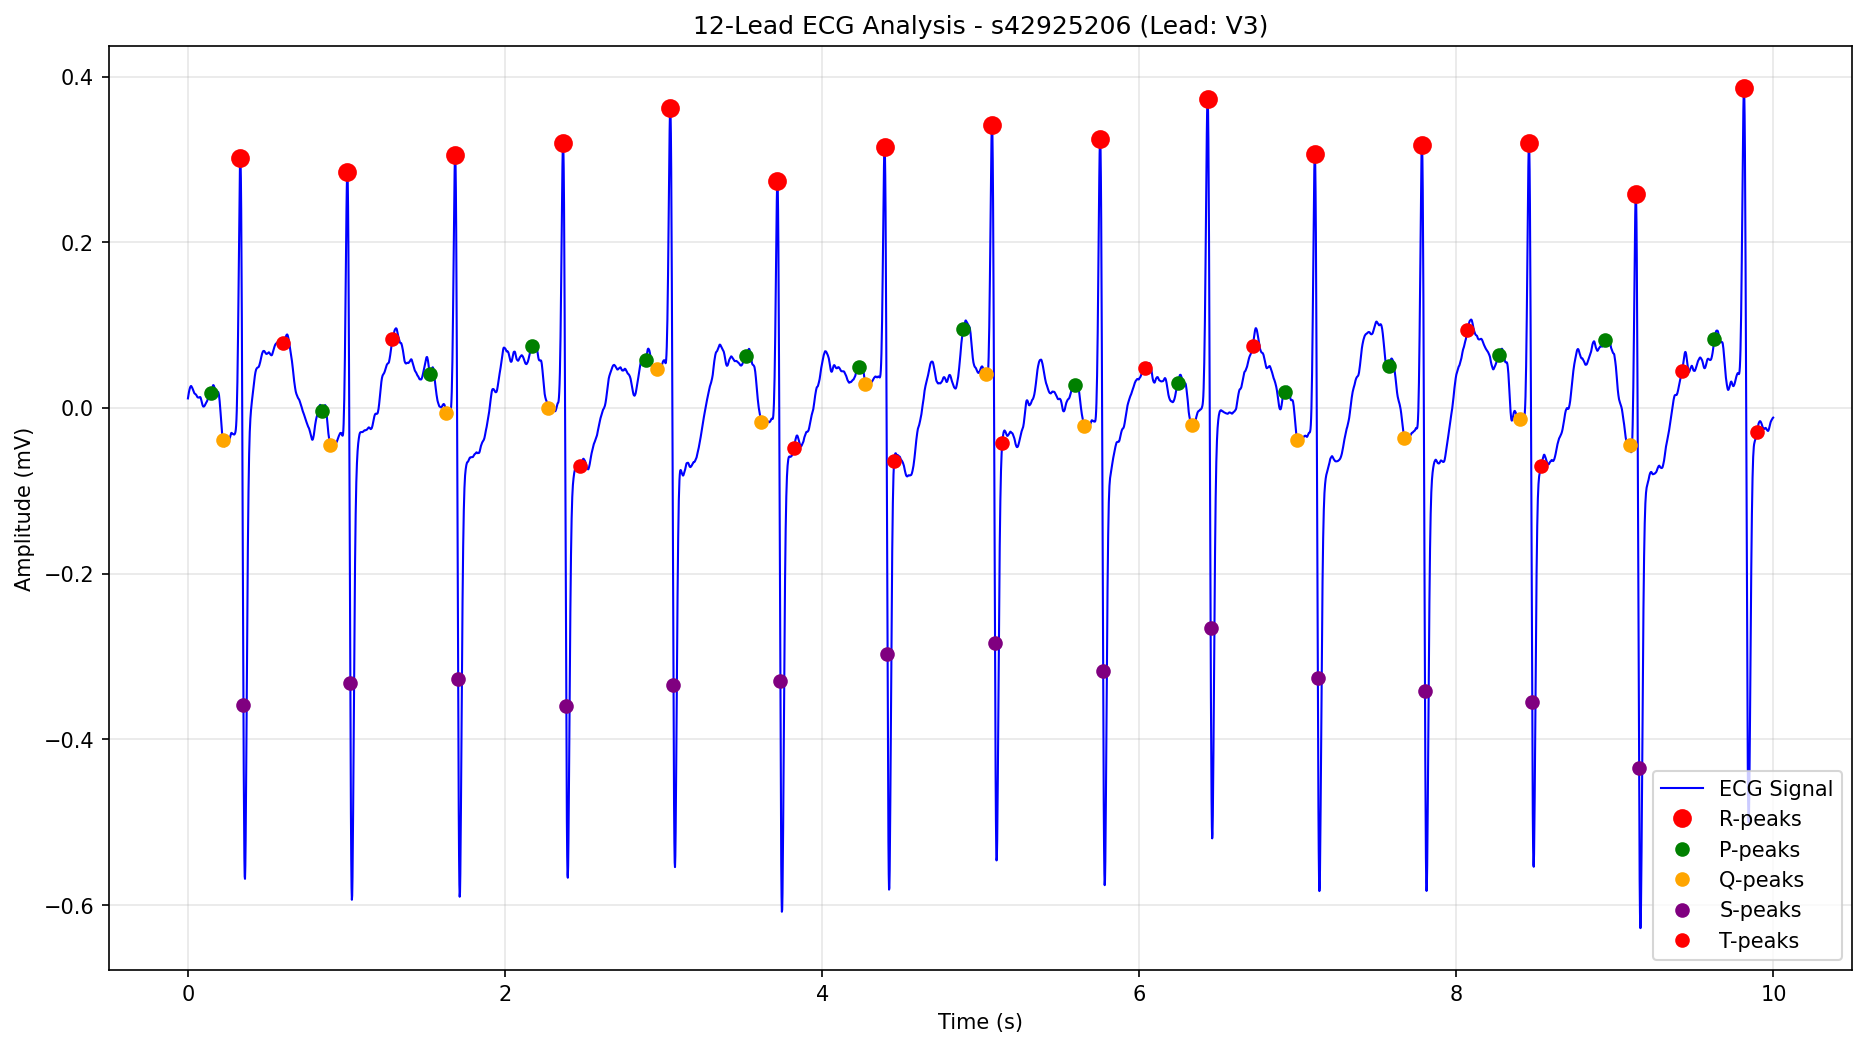 12-Lead ECG Analysis - s42925206 (Lead: V3)
Amplitude (mV)
0.4
0.2
0.0
−0.2
−0.4
−0.6
0 2 4 6 8 10
Time (s)
ECG Signal
R-peaks
P-peaks
Q-peaks
S-peaks
T-peaks